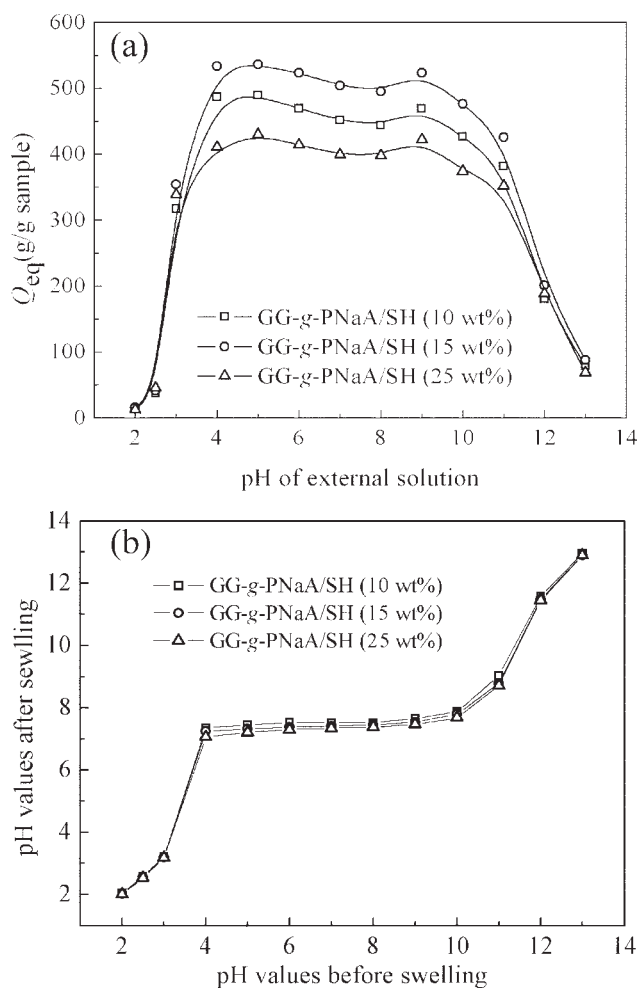 (a)
600
500
400
300
200
100
0
Qeq(g/g sample)
GG-g-PNaA/SH (10 wt%)
GG-g-PNaA/SH (15 wt%)
GG-g-PNaA/SH (25 wt%)
2 4 6 8 10 12 14
pH of external solution
(b)
14
12
10
8
6
4
2
pH values after sewlling
GG-g-PNaA/SH (10 wt%)
GG-g-PNaA/SH (15 wt%)
GG-g-PNaA/SH (25 wt%)
2 4 6 8 10 12 14
pH values before swelling